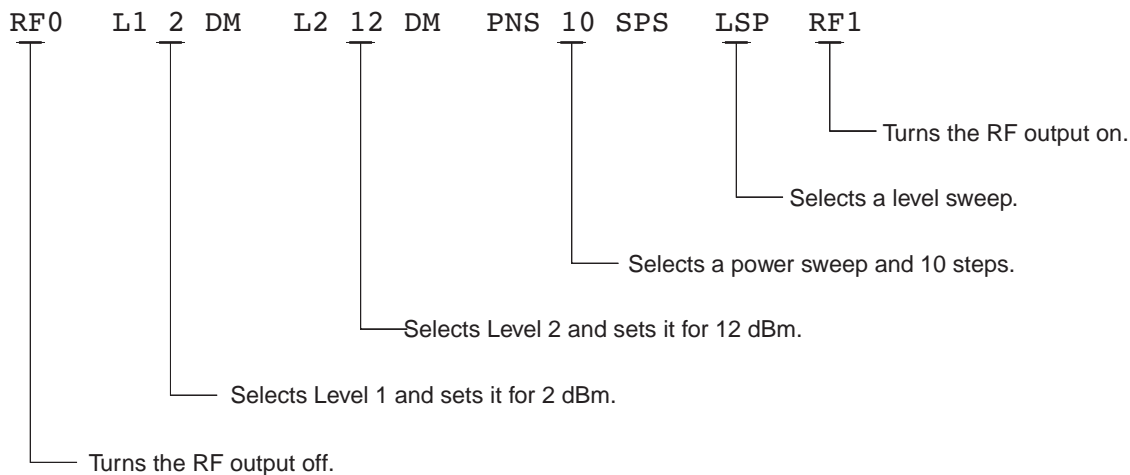 RF0 L1 2 DM L2 12 DM PNS 10 SPS LSP RF1
Turns the RF output on.
Selects a level sweep.
Selects a power sweep and 10 steps.
Selects Level 2 and sets it for 12 dBm.
Selects Level 1 and sets it for 2 dBm.
Turns the RF output off.